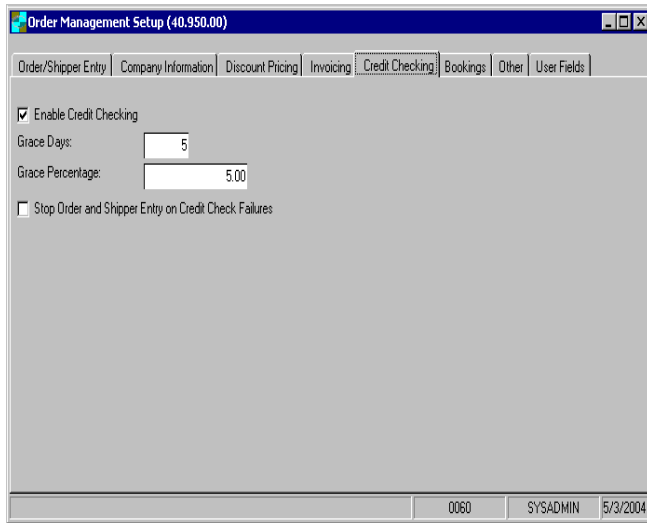 Order Management Setup (40.950.00)
Order/Shipper Entry Company Information Discount Pricing Invoicing Credit Checking Bookings Other User Fields
Enable Credit Checking
Grace Days: 5
Grace Percentage: 5.00
Stop Order and Shipper Entry on Credit Check Failures
0060 SYSADMIN 5/3/2004